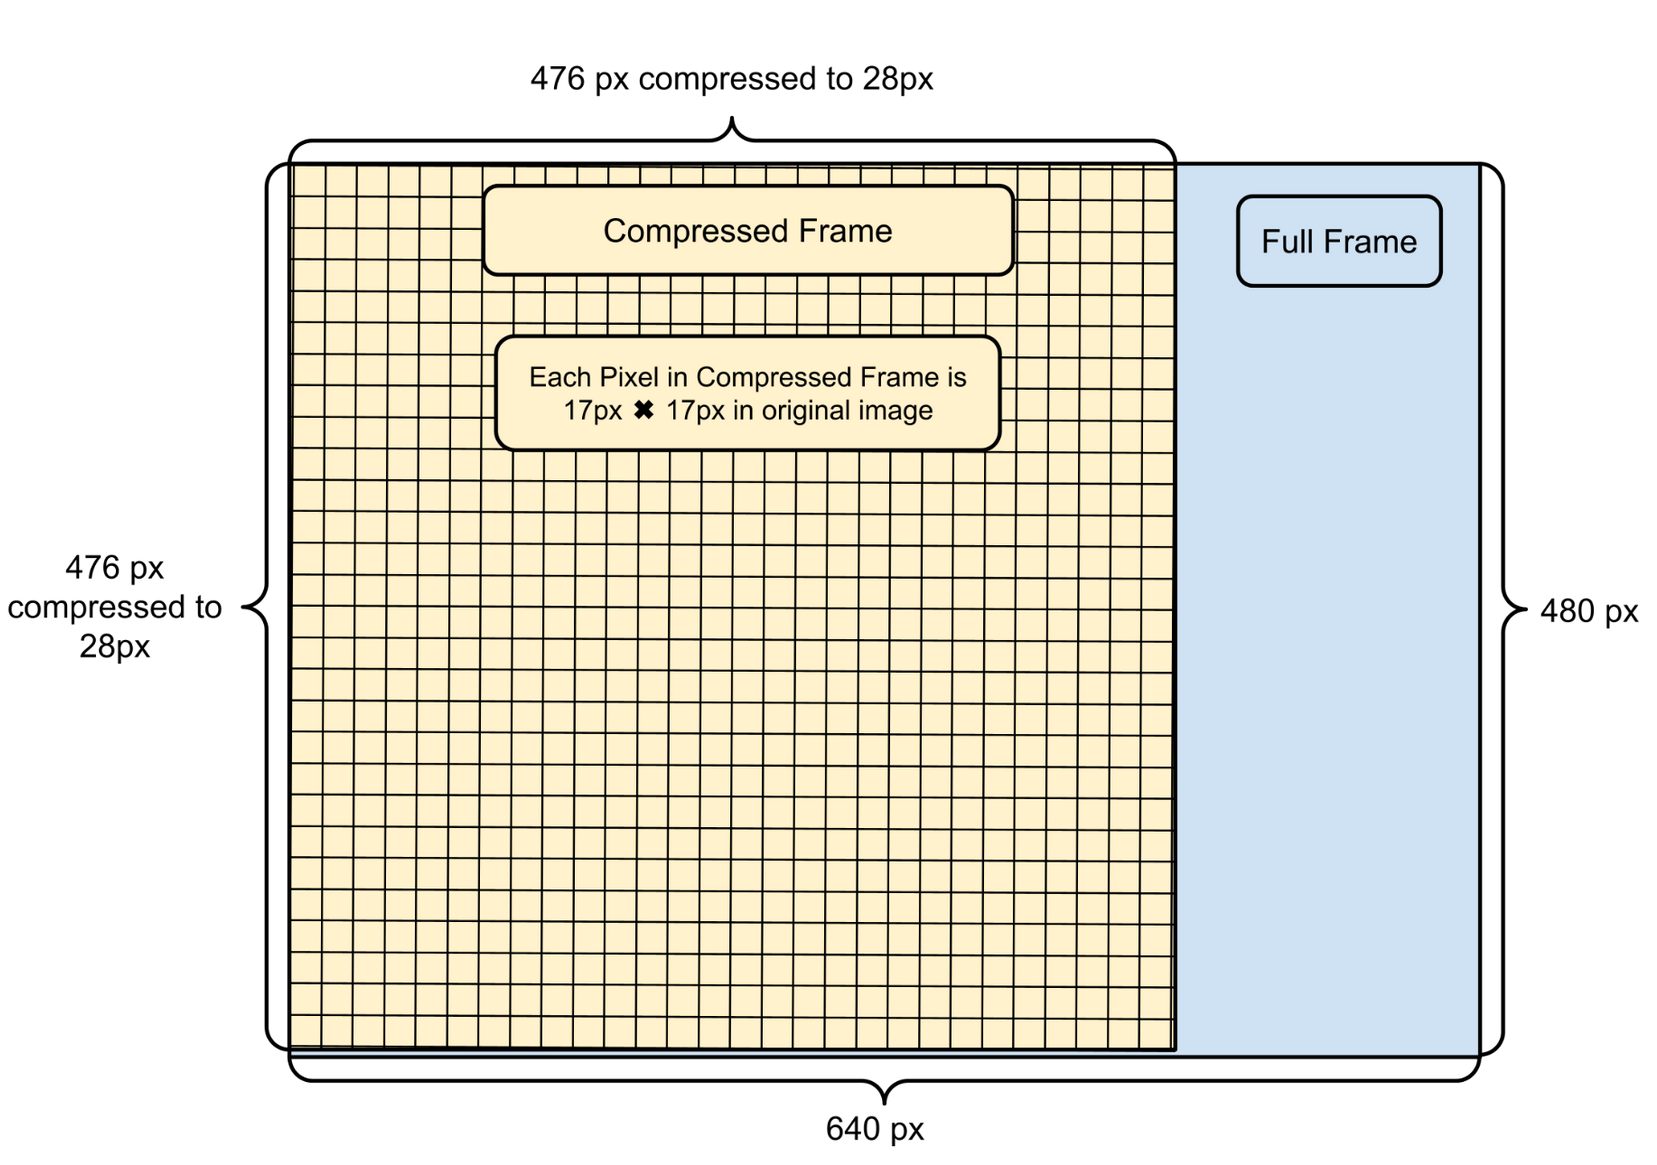 476 px compressed to 28px
Compressed Frame
Full Frame
Each Pixel in Compressed Frame is
17px ✖ 17px in original image
476 px
compressed to
28px
480 px
640 px